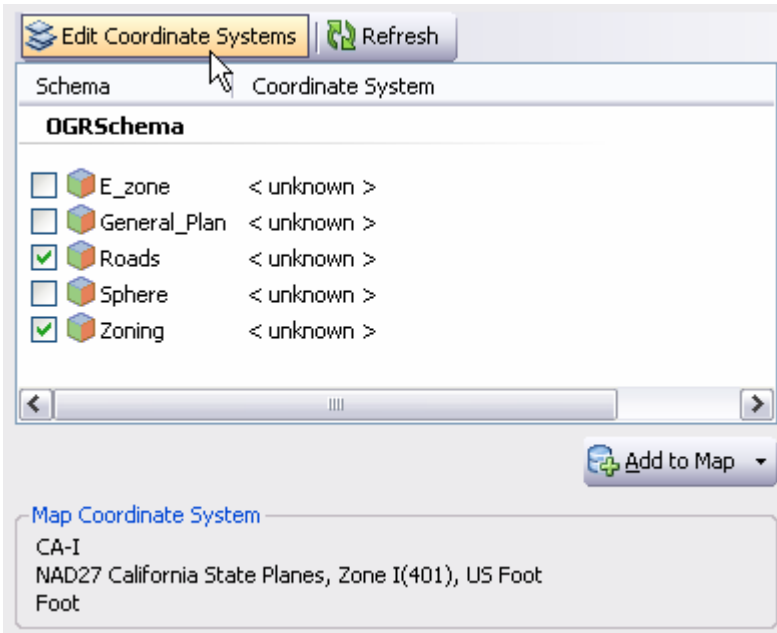 Edit Coordinate Systems Refresh
Schema Coordinate System
OGRSchema
E_zone < unknown >
General_Plan < unknown >
Roads < unknown >
Sphere < unknown >
Zoning < unknown >
Add to Map
Map Coordinate System
CA-I
NAD27 California State Planes, Zone I(401), US Foot
Foot